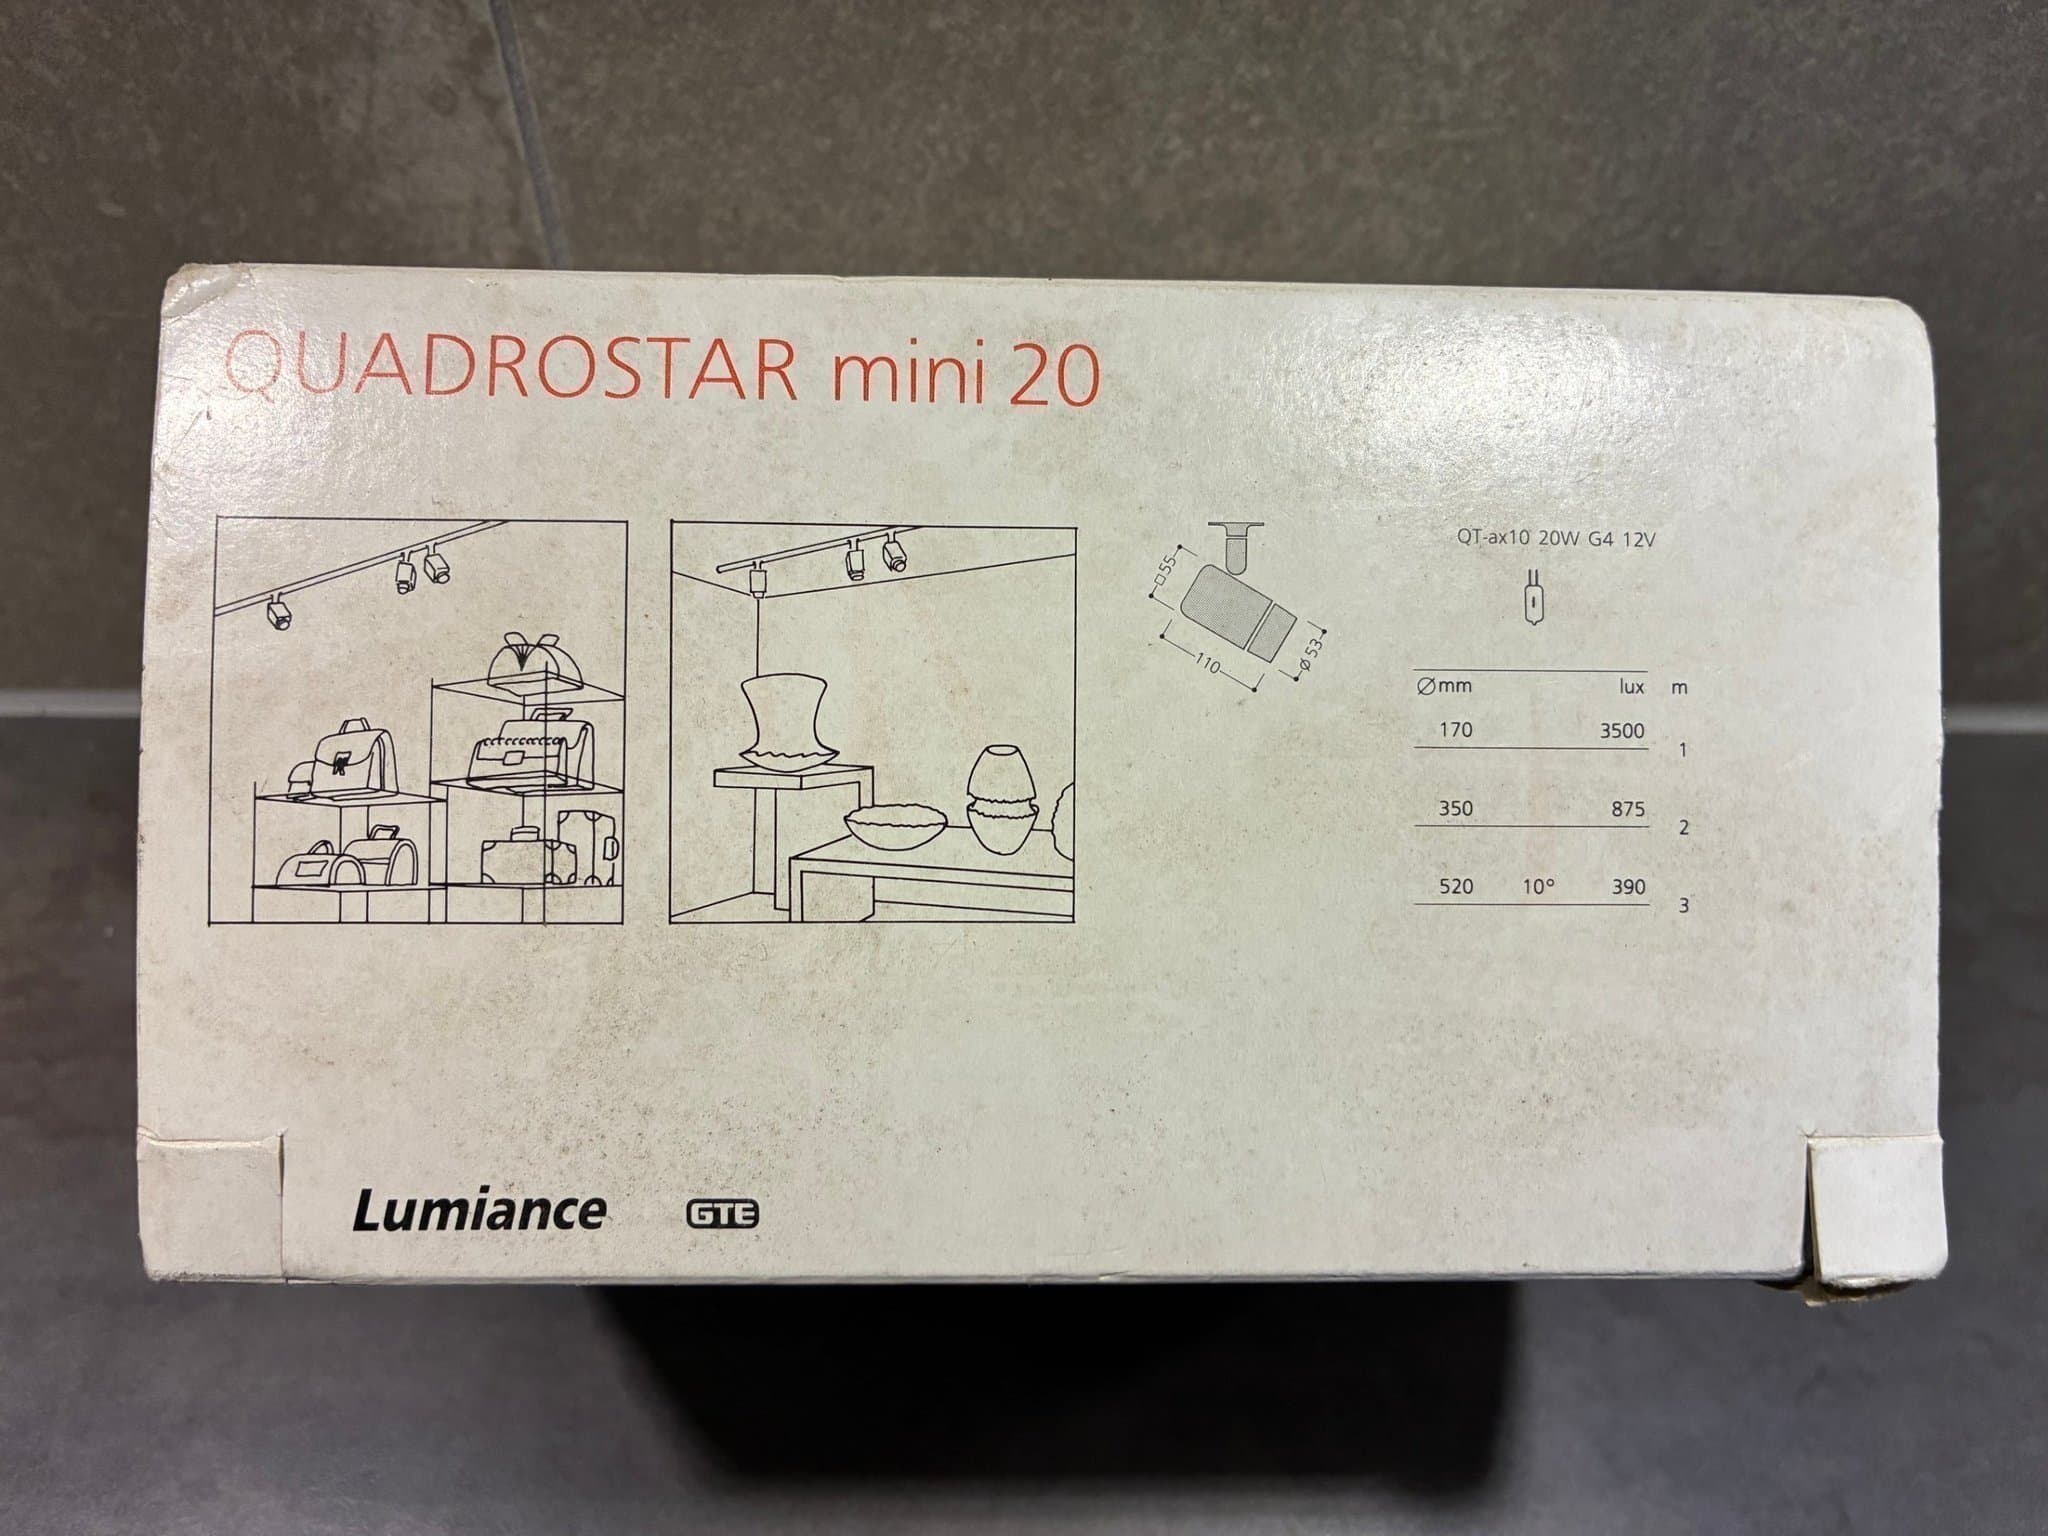 QUADROSTAR mini 20
□55
110
ø53
QT-ax10 20W G4 12V
Ømm lux m
170 3500
1
350 875
2
520 10° 390
3
Lumiance GTE